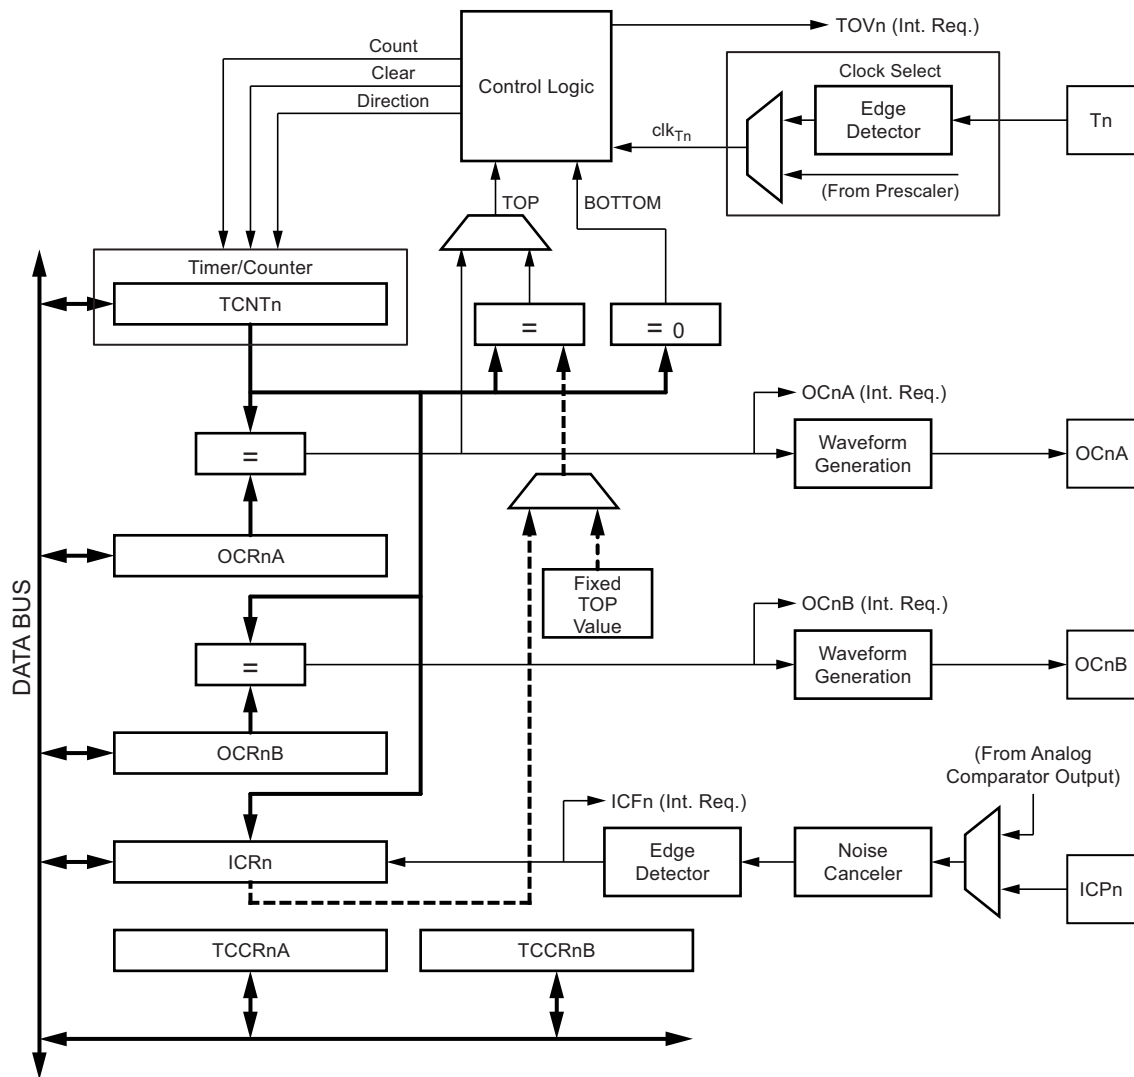 TOVn (Int. Req.)
Count
Clear
Direction
Control Logic
Clock Select
Edge
Detector
Tn
clkTn
(From Prescaler)
TOP
BOTTOM
Timer/Counter
TCNTn
=
= 0
OCnA (Int. Req.)
=
Waveform
Generation
OCnA
OCRnA
Fixed
TOP
Value
DATA BUS
OCnB (Int. Req.)
=
Waveform
Generation
OCnB
OCRnB
(From Analog
Comparator Output)
ICFn (Int. Req.)
ICRn
Edge
Detector
Noise
Canceler
ICPn
TCCRnA
TCCRnB